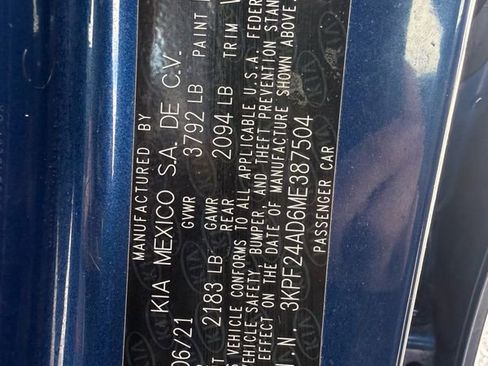 MANUFACTURED BY
KIA MEXICO S.A. DE C.V.
06/21 GVWR 3792 LB PAINT
2183 LB GAWR REAR 2094 LB TRIM
VEHICLE CONFORMS TO ALL APPLICABLE U.S.A. FEDER
VEHICLE SAFETY, BUMPER, AND THEFT PREVENTION STAN
EFFECT ON THE DATE OF MANUFACTURE SHOWN ABOVE.
I.N. 3KPF24AD6ME387504
PASSENGER CAR